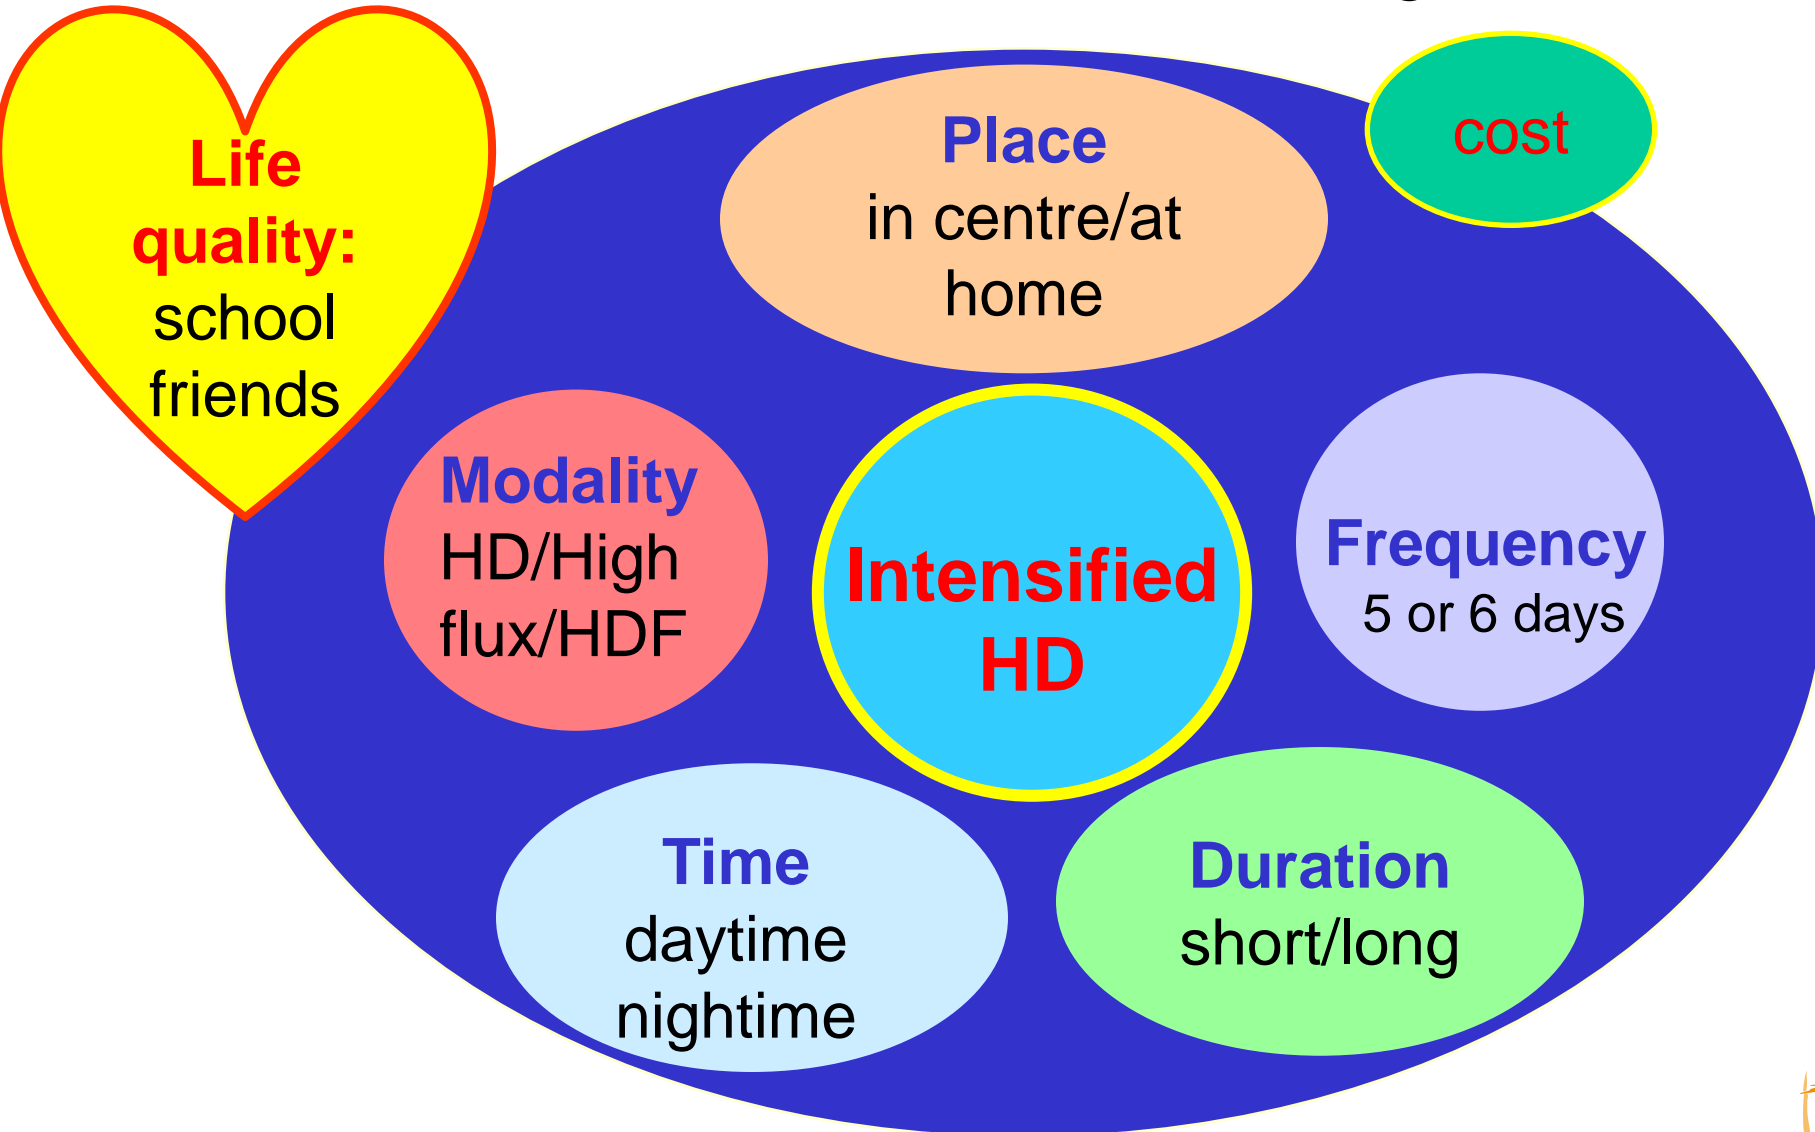 Life
quality:
school
friends
Place
in centre/at
home
cost
Modality
HD/High
flux/HDF
Intensified
HD
Frequency
5 or 6 days
Time
daytime
nightime
Duration
short/long